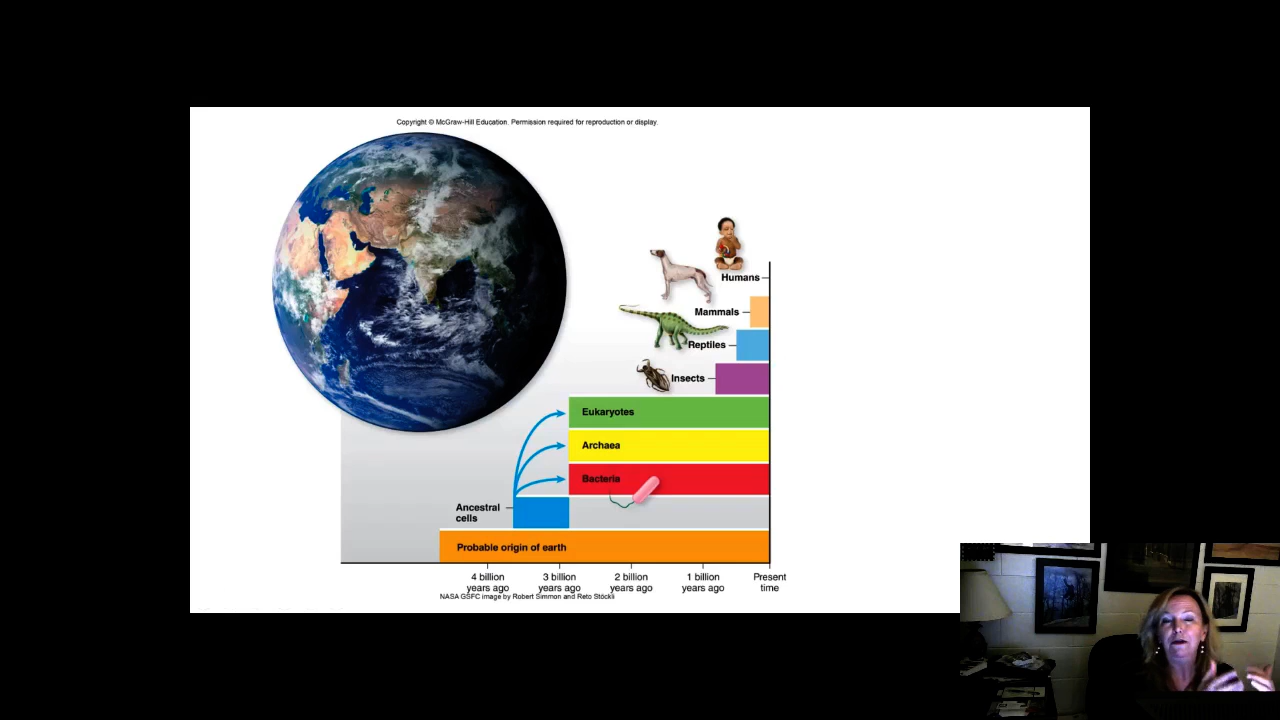 Copyright © McGraw-Hill Education. Permission required for reproduction or display.
Humans
Mammals
Reptiles
Insects
Eukaryotes
Archaea
Bacteria
Ancestral
cells
Probable origin of earth
4 billion
years ago
3 billion
years ago
2 billion
years ago
1 billion
years ago
Present
time
NASA GSFC image by Robert Simmon and Reto Stöckli